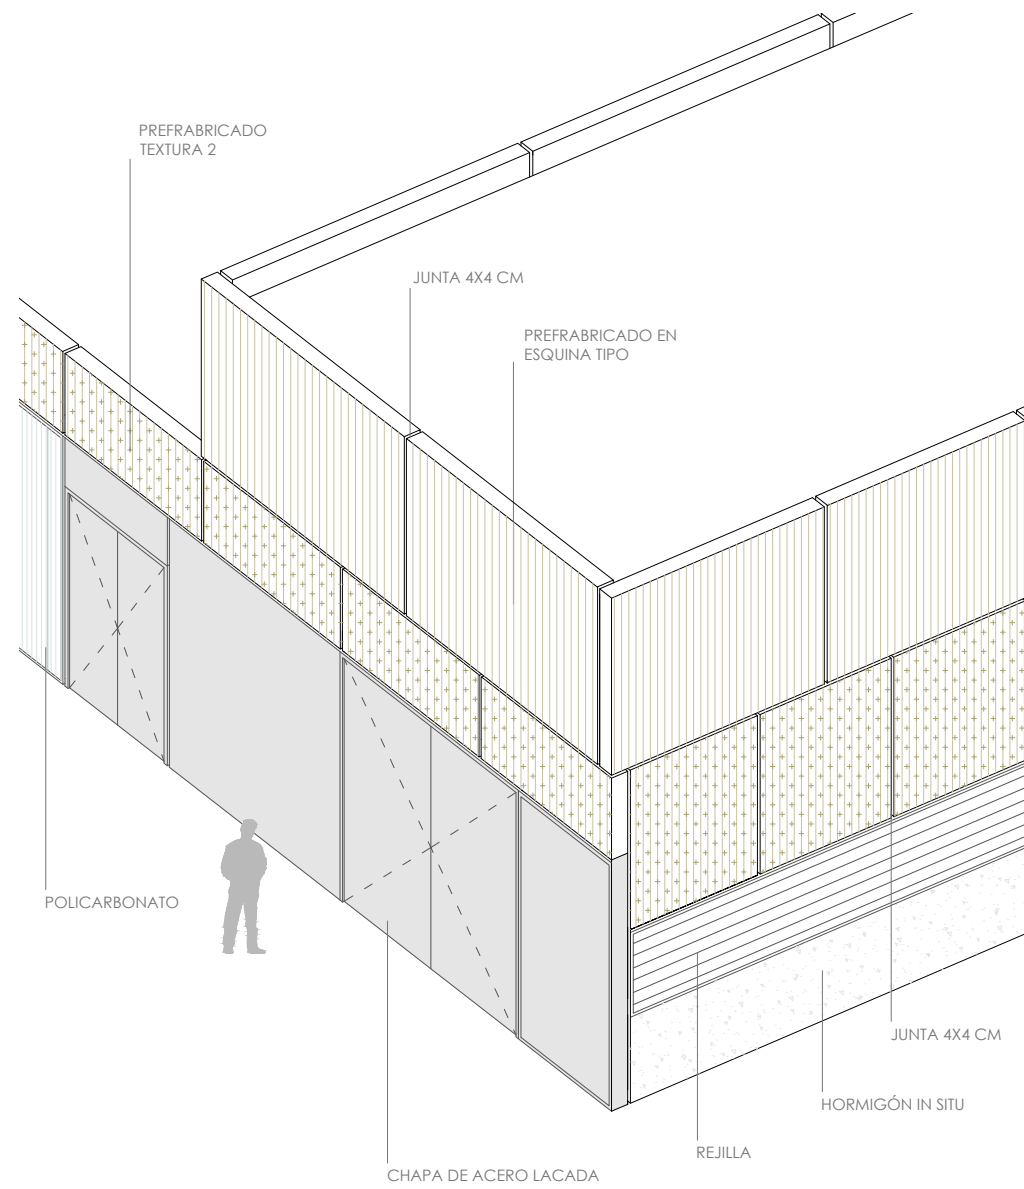 PREFRABRICADO
TEXTURA 2
JUNTA 4X4 CM
PREFRABRICADO EN
ESQUINA TIPO
POLICARBONATO
JUNTA 4X4 CM
HORMIGÓN IN SITU
REJILLA
CHAPA DE ACERO LACADA